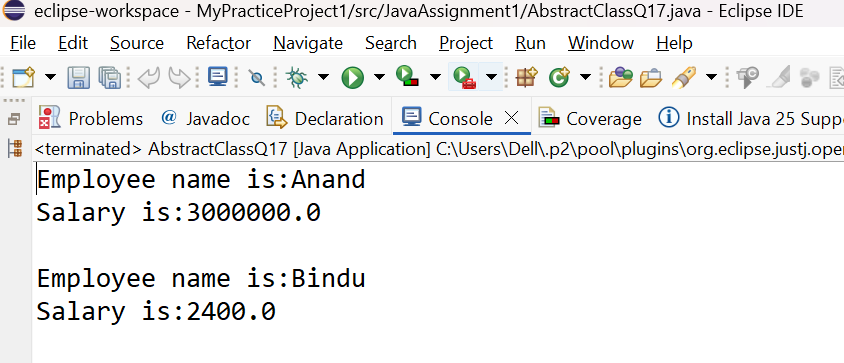 eclipse-workspace - MyPracticeProject1/src/JavaAssignment1/AbstractClassQ17.java - Eclipse IDE
File Edit Source Refactor Navigate Search Project Run Window Help
Problems @ Javadoc Declaration Console Coverage Install Java 25 Supp
<terminated> AbstractClassQ17 [Java Application] C:\Users\Dell\.p2\pool\plugins\org.eclipse.justj.ope
Employee name is:Anand
Salary is:3000000.0
Employee name is:Bindu
Salary is:2400.0